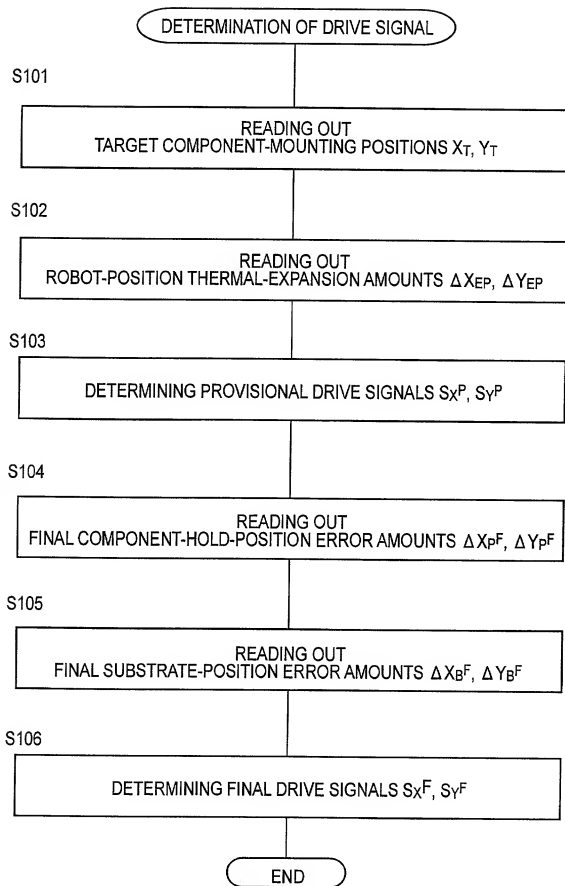 DETERMINATION OF DRIVE SIGNAL
S101
READING OUT
TARGET COMPONENT-MOUNTING POSITIONS XT, YT
S102
READING OUT
ROBOT-POSITION THERMAL-EXPANSION AMOUNTS ΔXEP, ΔYEP
S103
DETERMINING PROVISIONAL DRIVE SIGNALS SXP, SYP
S104
READING OUT
FINAL COMPONENT-HOLD-POSITION ERROR AMOUNTS ΔXPF, ΔYPF
S105
READING OUT
FINAL SUBSTRATE-POSITION ERROR AMOUNTS ΔXBF, ΔYBF
S106
DETERMINING FINAL DRIVE SIGNALS SXF, SYF
END